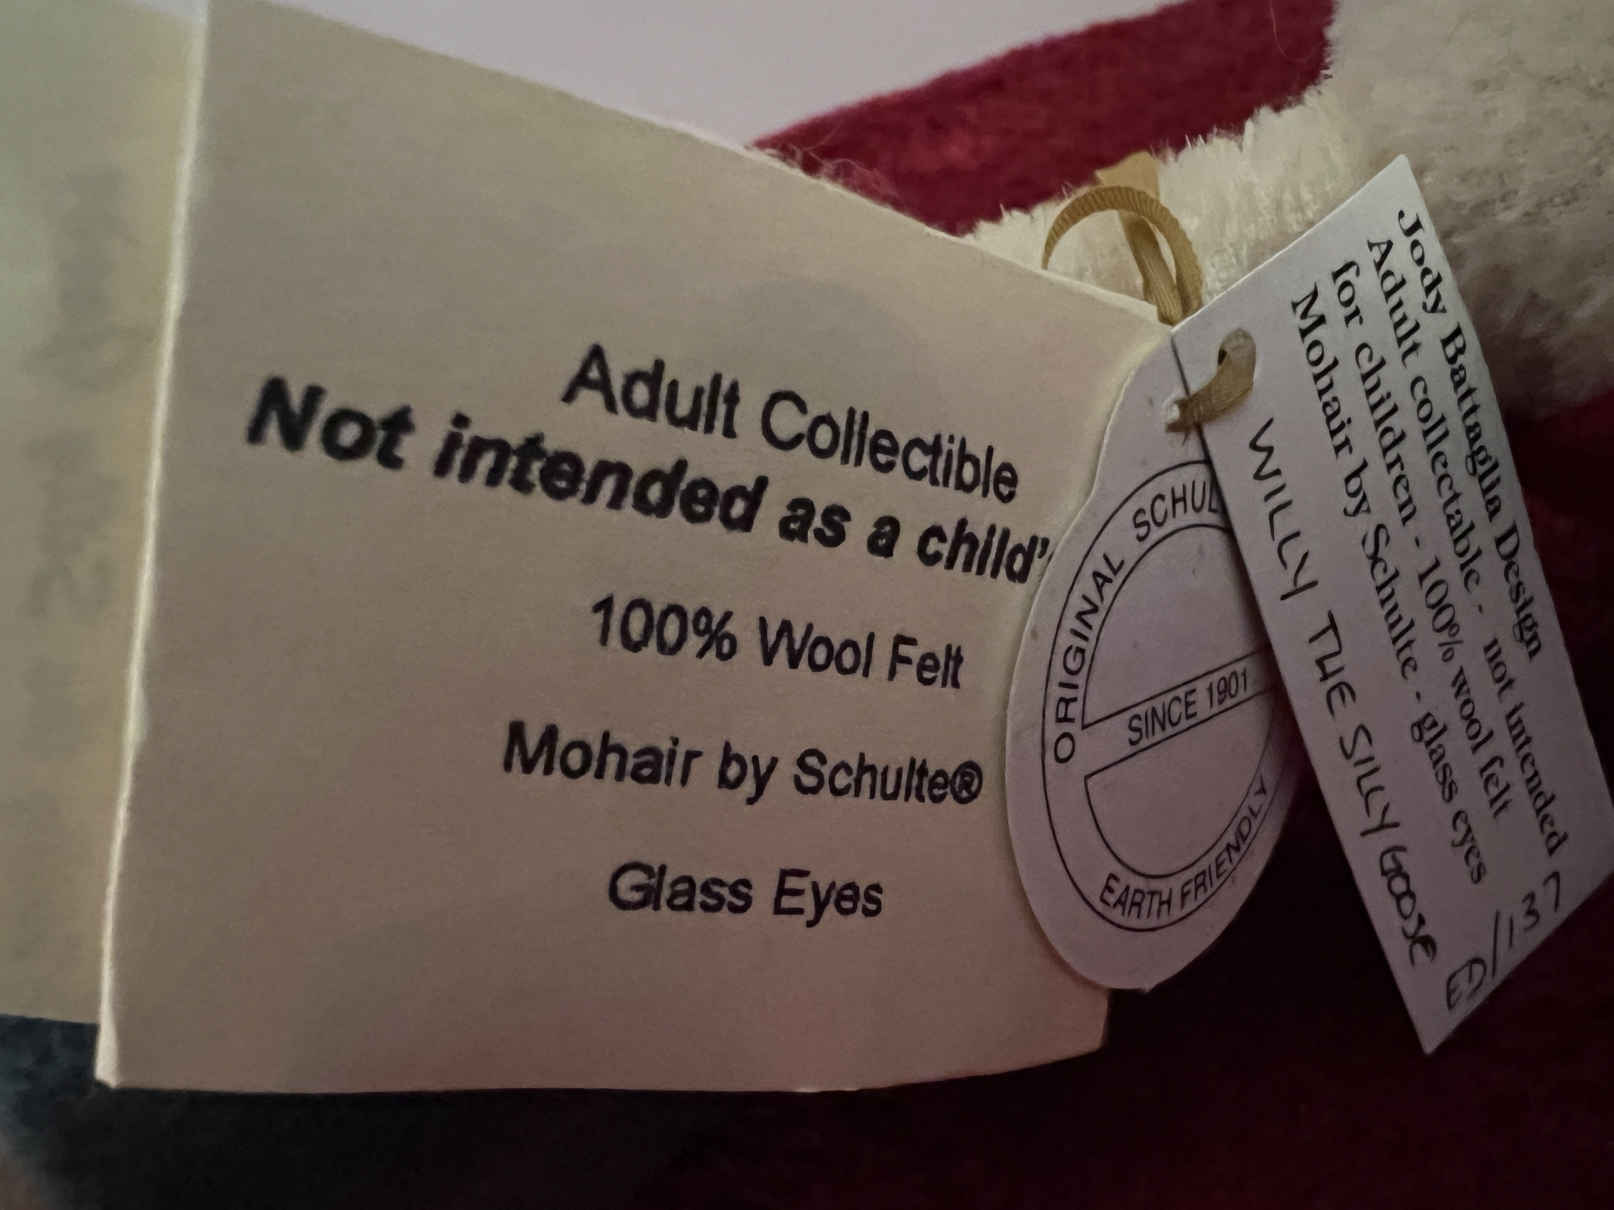 Adult Collectible
Not intended as a child'
100% Wool Felt
Mohair by Schulte®
Glass Eyes
ORIGINAL SCHUL
SINCE 1901
EARTH FRIENDLY
Jody Battaglia Design
Adult collectable - not intended
for children - 100% wool felt
Mohair by Schulte - glass eyes
WILLY THE SILLY GOOSE
/137